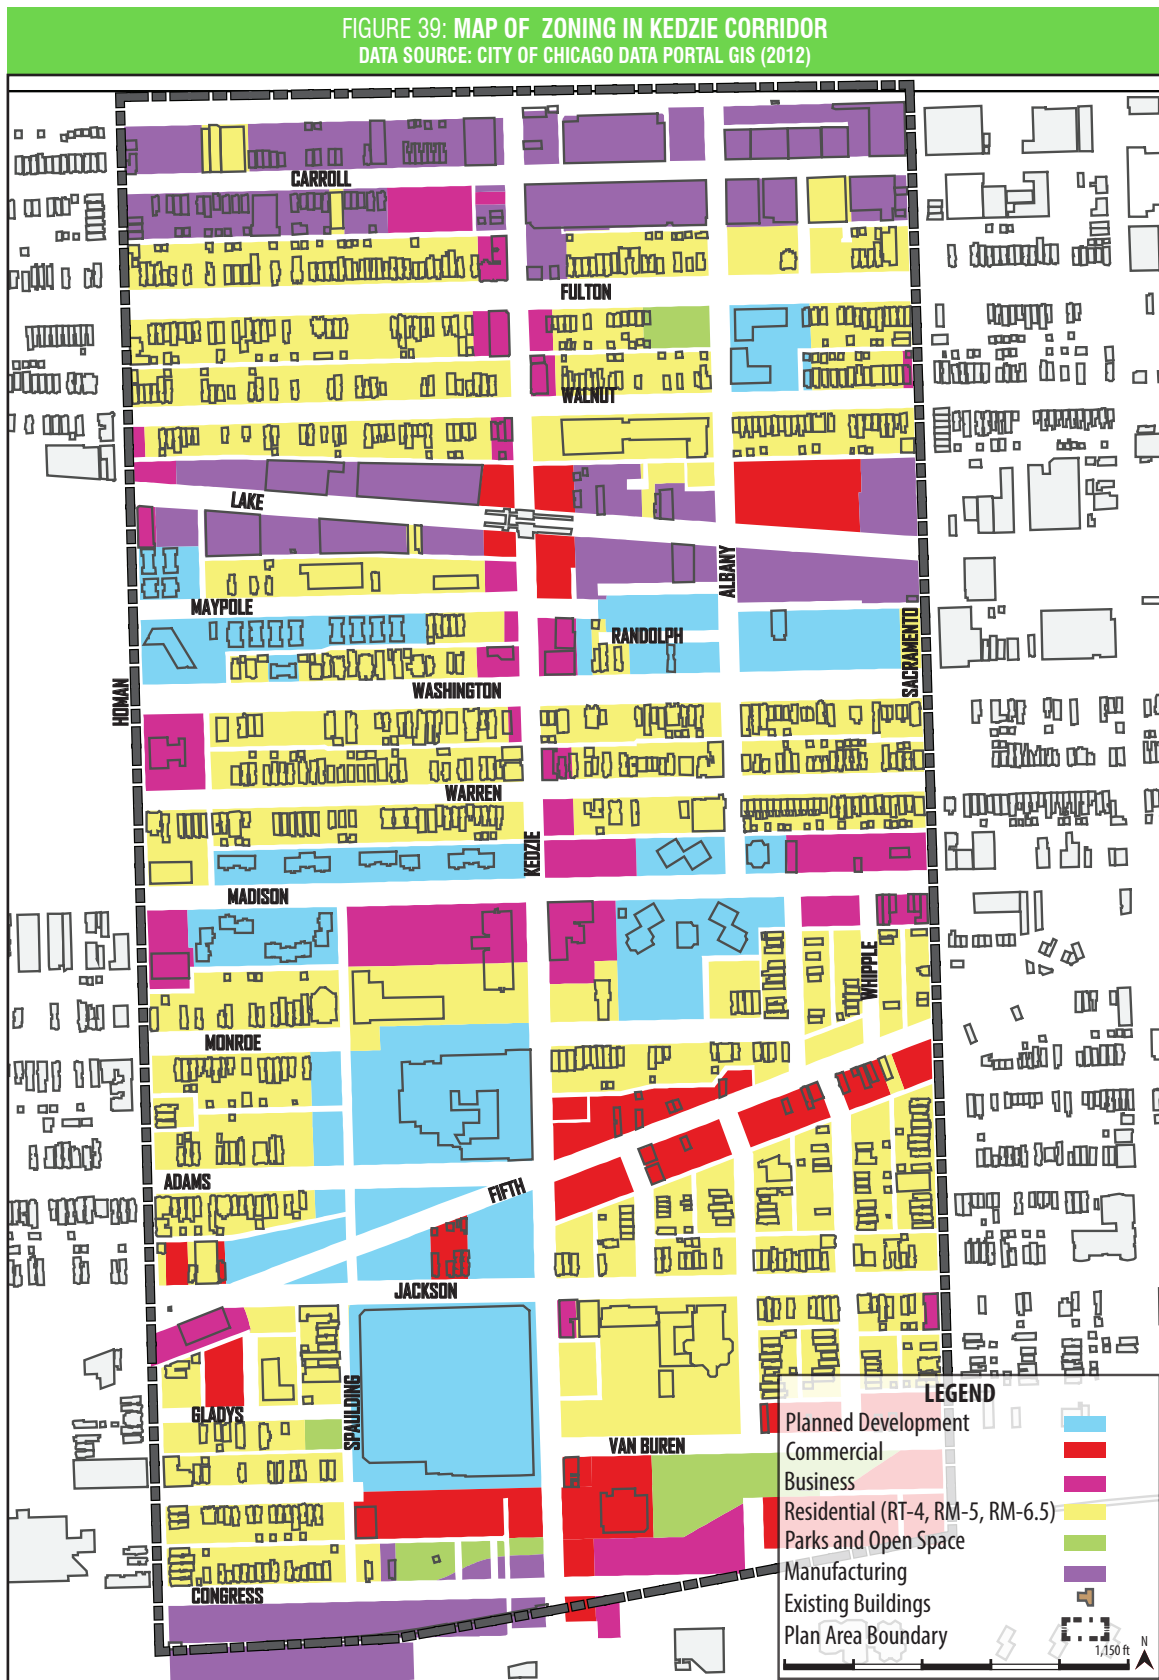 FIGURE 39: MAP OF ZONING IN KEDZIE CORRIDOR
DATA SOURCE: CITY OF CHICAGO DATA PORTAL GIS (2012)
CARROLL
FULTON
WALNUT
LAKE
ALBANY
MAYPOLE
RANDOLPH
SACRAMENTO
HOMAN
WASHINGTON
WARREN
KEDZIE
MADISON
WHIPPLE
MONROE
ADAMS
FIFTH
JACKSON
SPAULDING
GLADYS
VAN BUREN
CONGRESS
LEGEND
Planned Development
Commercial
Business
Residential (RT-4, RM-5, RM-6.5)
Parks and Open Space
Manufacturing
Existing Buildings
Plan Area Boundary
1,150 ft
N